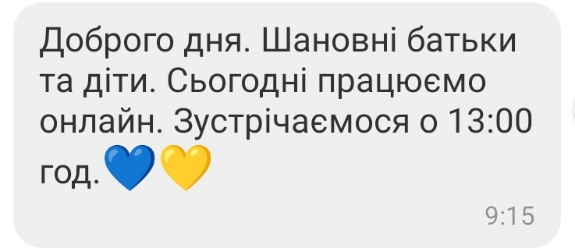 Доброго дня. Шановні батьки
та діти. Сьогодні працюємо
онлайн. Зустрічаємося о 13:00
год.💙💛
9:15